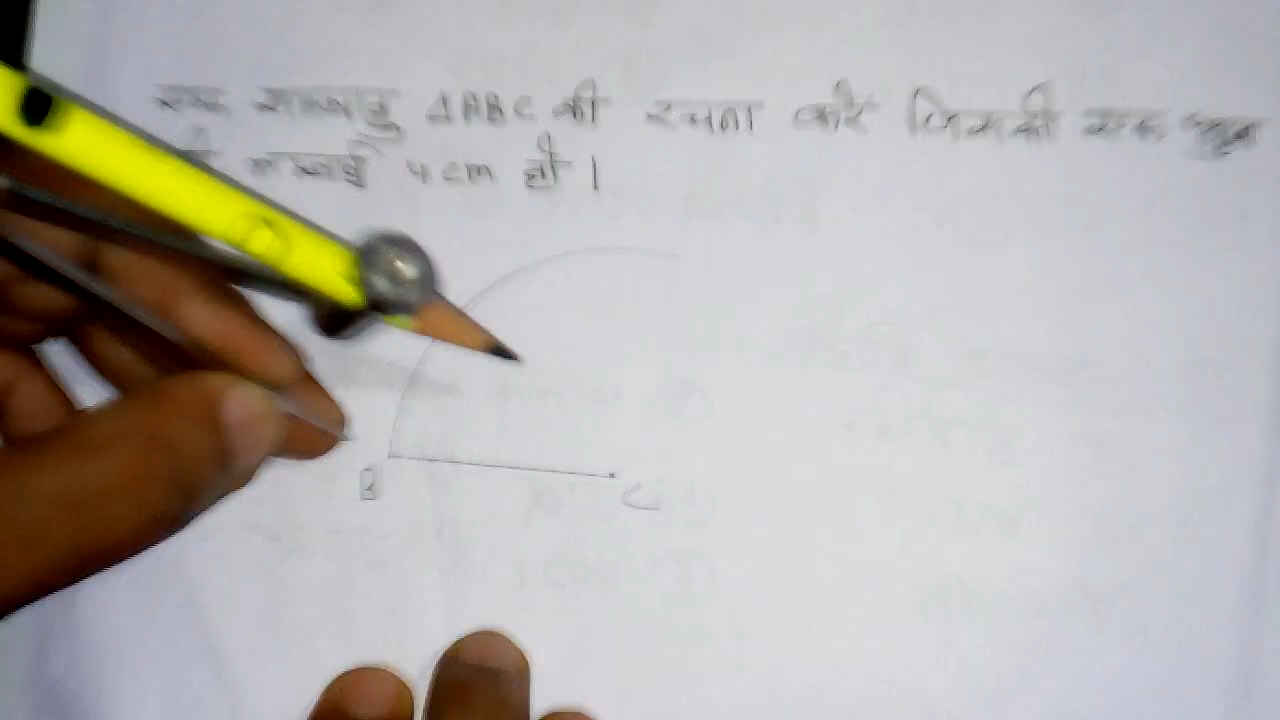 एक समबाहु ΔABC की रचना करें जिसकी एक भुजा
लम्बाई 4 cm हो।
B
C